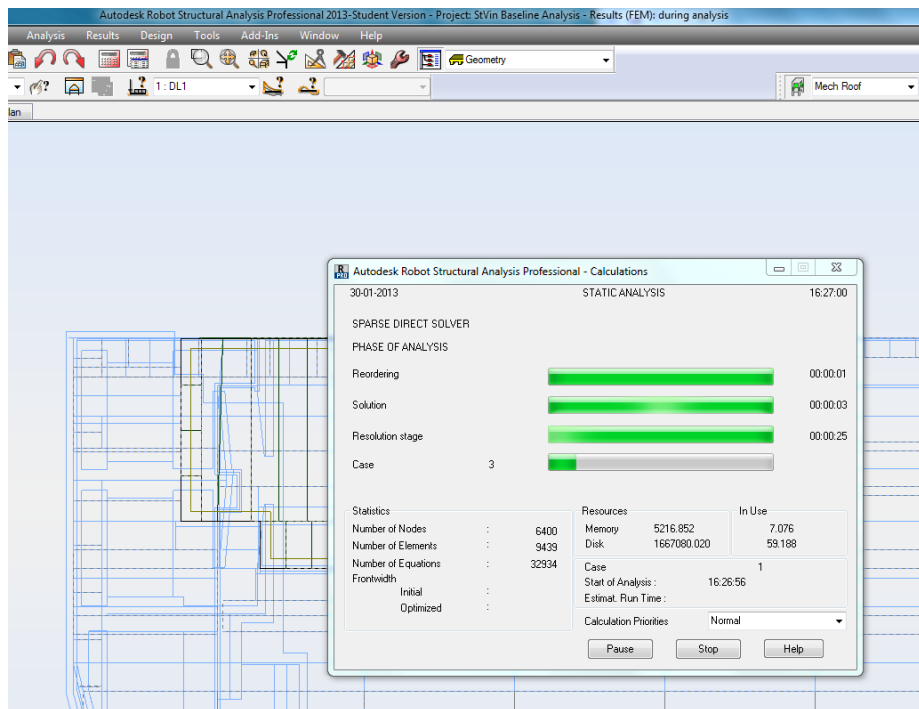 Autodesk Robot Structural Analysis Professional 2013-Student Version - Project: StVin Baseline Analysis - Results (FEM): during analysis
Analysis Results Design Tools Add-Ins Window Help
Geometry
1 : DL1 Mech Roof
lan
R PRO Autodesk Robot Structural Analysis Professional - Calculations
30-01-2013 STATIC ANALYSIS 16:27:00
SPARSE DIRECT SOLVER
PHASE OF ANALYSIS
Reordering 00:00:01
Solution 00:00:03
Resolution stage 00:00:25
Case 3
Statistics
Number of Nodes : 6400
Number of Elements : 9439
Number of Equations : 32934
Frontwidth
Initial :
Optimized :
Resources In Use
Memory 5216.852 7.076
Disk 1667080.020 59.188
Case 1
Start of Analysis : 16:26:56
Estimat. Run Time :
Calculation Priorities Normal
Pause Stop Help